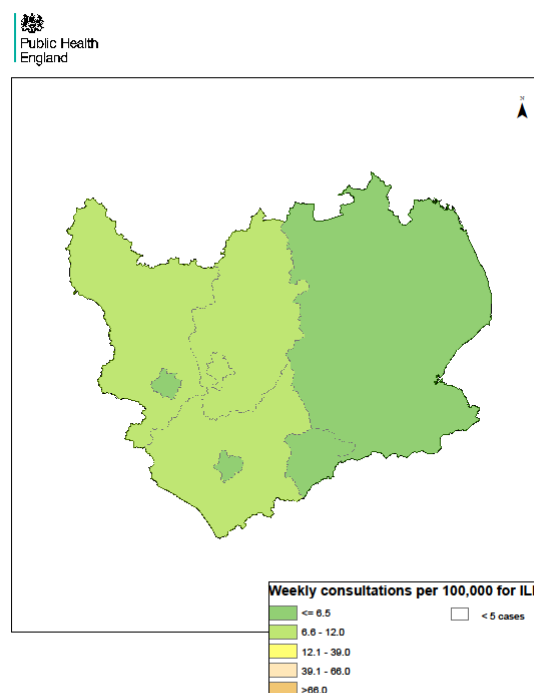 Public Health
England
N
Weekly consultations per 100,000 for ILI
<= 6.5
< 5 cases
6.6 - 12.0
12.1 - 39.0
39.1 - 66.0
>66.0